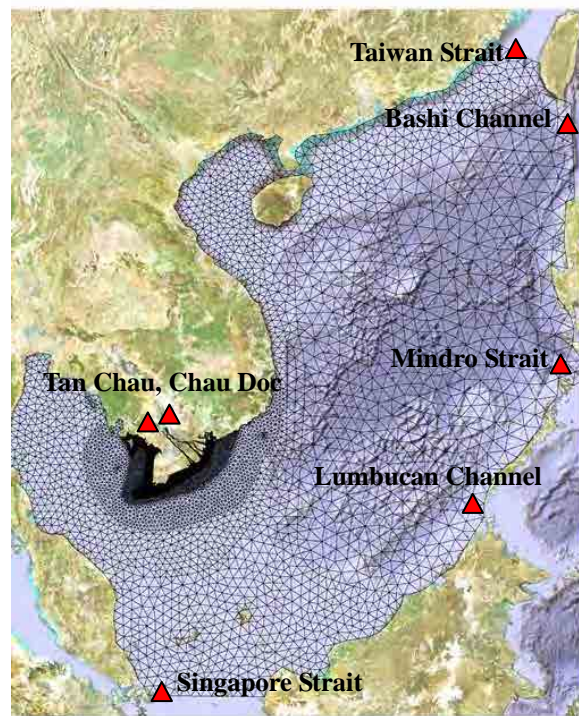 Taiwan Strait
Bashi Channel
Mindro Strait
Tan Chau, Chau Doc
Lumbucan Channel
Singapore Strait